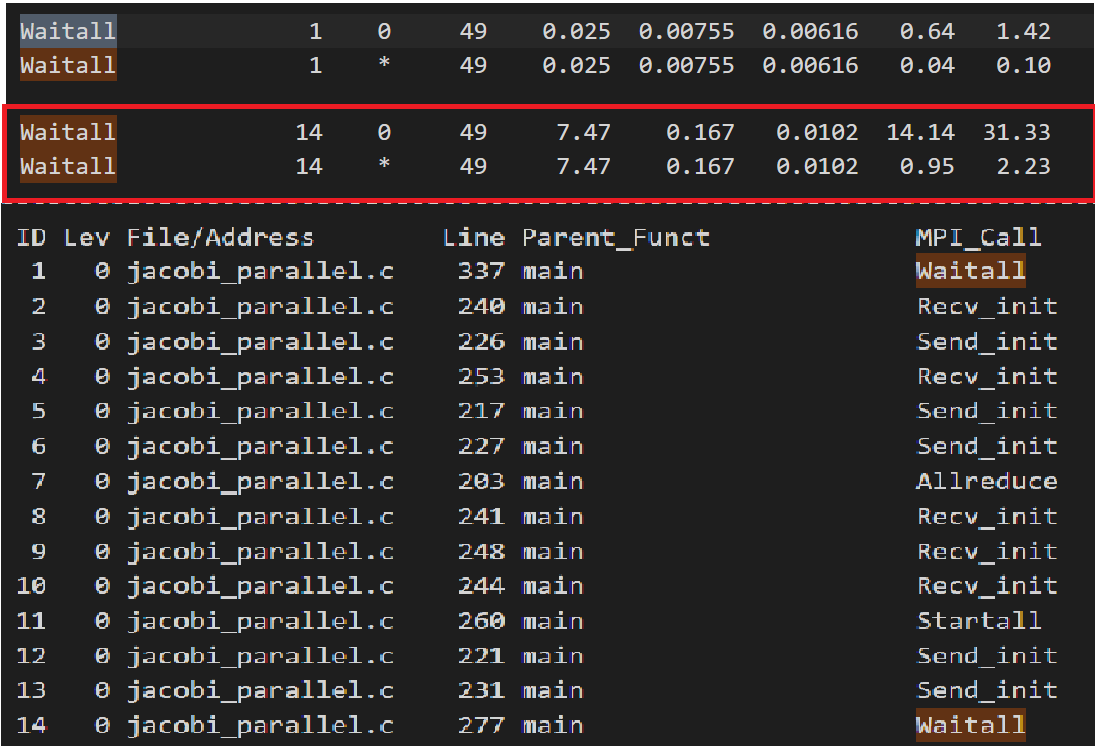 Waitall 1 0 49 0.025 0.00755 0.00616 0.64 1.42
Waitall 1 * 49 0.025 0.00755 0.00616 0.04 0.10
Waitall 14 0 49 7.47 0.167 0.0102 14.14 31.33
Waitall 14 * 49 7.47 0.167 0.0102 0.95 2.23
ID Lev File/Address Line Parent_Funct MPI_Call
1 0 jacobi_parallel.c 337 main Waitall
2 0 jacobi_parallel.c 240 main Recv_init
3 0 jacobi_parallel.c 226 main Send_init
4 0 jacobi_parallel.c 253 main Recv_init
5 0 jacobi_parallel.c 217 main Send_init
6 0 jacobi_parallel.c 227 main Send_init
7 0 jacobi_parallel.c 203 main Allreduce
8 0 jacobi_parallel.c 241 main Recv_init
9 0 jacobi_parallel.c 248 main Recv_init
10 0 jacobi_parallel.c 244 main Recv_init
11 0 jacobi_parallel.c 260 main Startall
12 0 jacobi_parallel.c 221 main Send_init
13 0 jacobi_parallel.c 231 main Send_init
14 0 jacobi_parallel.c 277 main Waitall